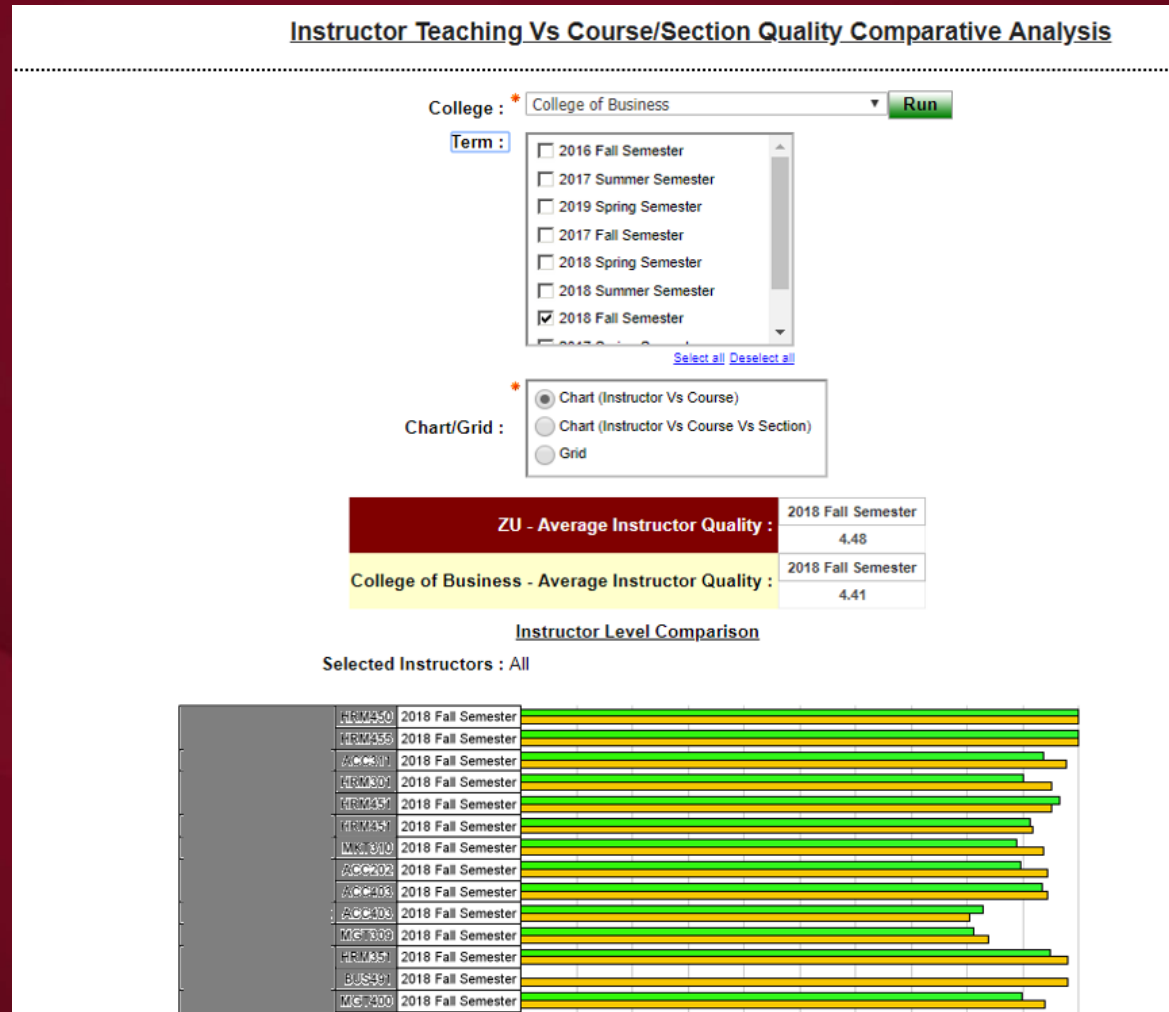 Instructor Teaching Vs Course/Section Quality Comparative Analysis
College : * College of Business Run
Term :
2016 Fall Semester
2017 Summer Semester
2019 Spring Semester
2017 Fall Semester
2018 Spring Semester
2018 Summer Semester
2018 Fall Semester
Select all Deselect all
*
Chart/Grid :
Chart (Instructor Vs Course)
Chart (Instructor Vs Course Vs Section)
Grid
ZU - Average Instructor Quality :
2018 Fall Semester
4.48
College of Business - Average Instructor Quality :
2018 Fall Semester
4.41
Instructor Level Comparison
Selected Instructors : All
HRM450 2018 Fall Semester
HRM455 2018 Fall Semester
ACC311 2018 Fall Semester
HRM301 2018 Fall Semester
HRM451 2018 Fall Semester
HRM451 2018 Fall Semester
MKT310 2018 Fall Semester
ACC202 2018 Fall Semester
ACC403 2018 Fall Semester
ACC403 2018 Fall Semester
MGT309 2018 Fall Semester
HRM351 2018 Fall Semester
BUS491 2018 Fall Semester
MGT400 2018 Fall Semester